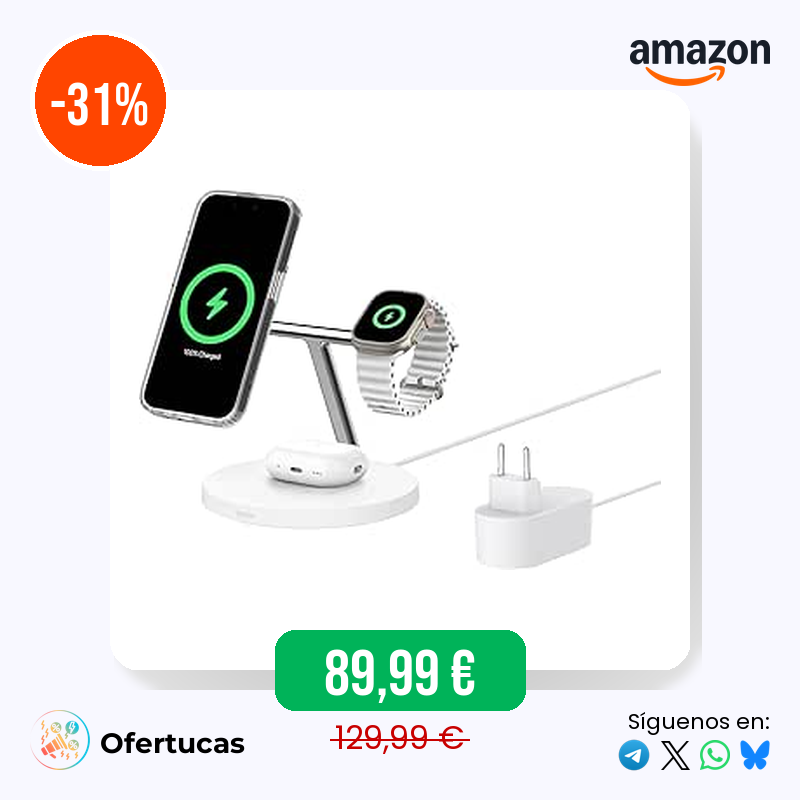 -31%
amazon
100% Charged
89,99 €
129,99 €
Ofertucas
Síguenos en: